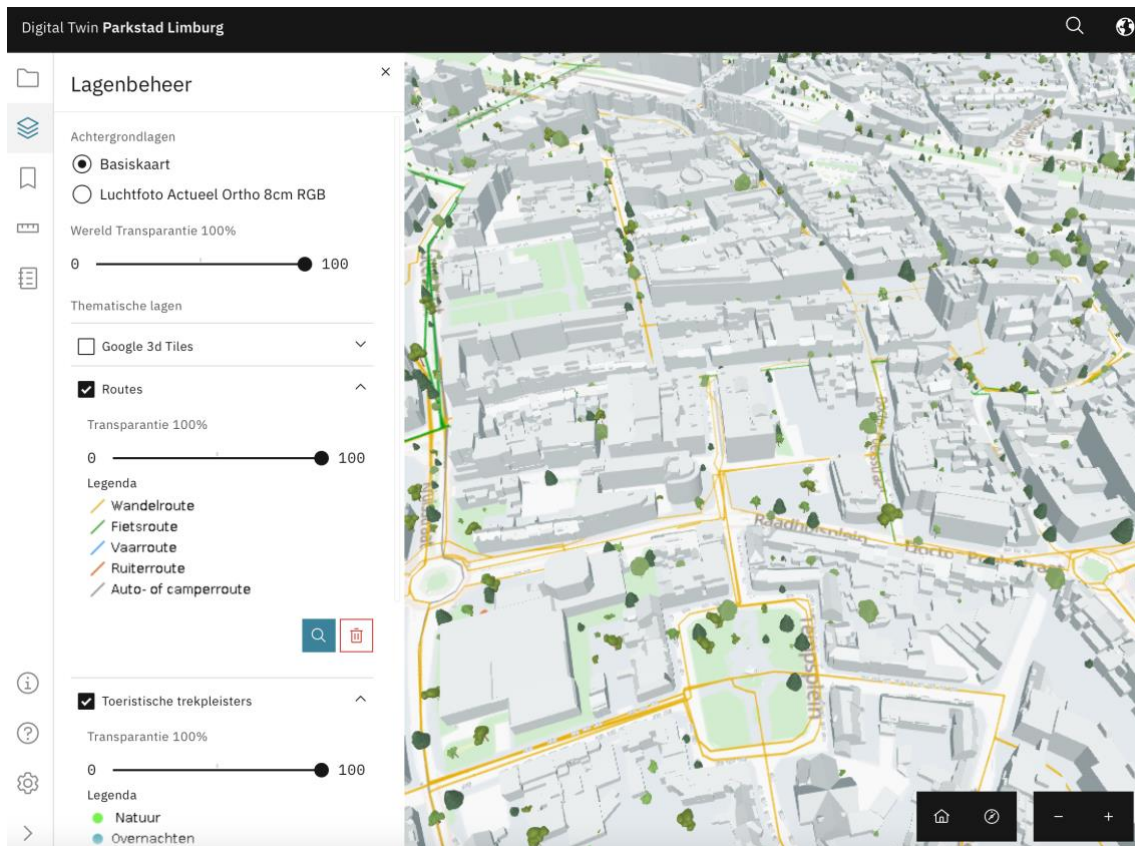 Digital Twin Parkstad Limburg
Lagenbeheer
Achtergrondlagen
Basiskaart
Luchtfoto Actueel Ortho 8cm RGB
Wereld Transparantie 100%
0 100
Thematische lagen
Google 3d Tiles
Routes
Transparantie 100%
0 100
Legenda
Wandelroute
Fietsroute
Vaarroute
Ruiterroute
Auto- of camperroute
Toeristische trekpleisters
Transparantie 100%
0 100
Legenda
Natuur
Overnachten
Raadhuisplein
Tempsplein